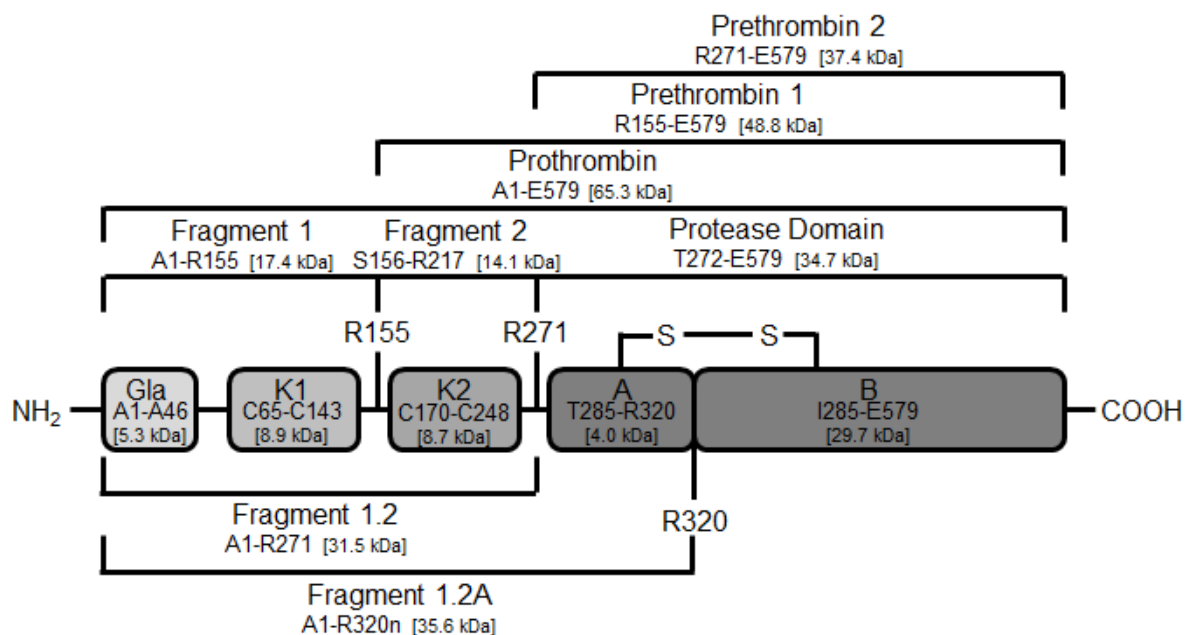 Prethrombin 2
R271-E579 [37.4 kDa]
Prethrombin 1
R155-E579 [48.8 kDa]
Prothrombin
A1-E579 [65.3 kDa]
Fragment 1 Fragment 2 Protease Domain
A1-R155 [17.4 kDa] S156-R217 [14.1 kDa] T272-E579 [34.7 kDa]
R155 R271 S S
Gla K1 K2 A B
NH₂ A1-A46 C65-C143 C170-C248 T285-R320 I285-E579 COOH
[5.3 kDa] [8.9 kDa] [8.7 kDa] [4.0 kDa] [29.7 kDa]
Fragment 1.2 R320
A1-R271 [31.5 kDa]
Fragment 1.2A
A1-R320n [35.6 kDa]